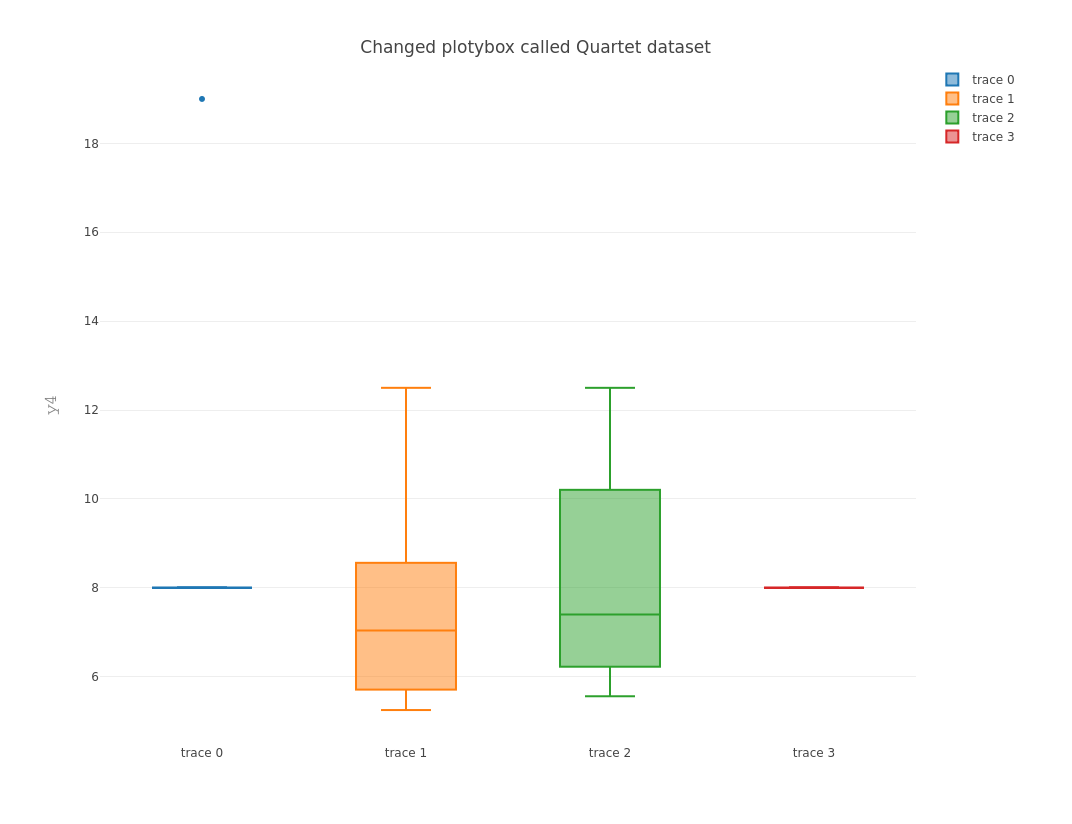 Changed plotybox called Quartet dataset
trace 0
trace 1
trace 2
trace 3
18
16
14
12
10
8
6
y4
trace 0
trace 1
trace 2
trace 3